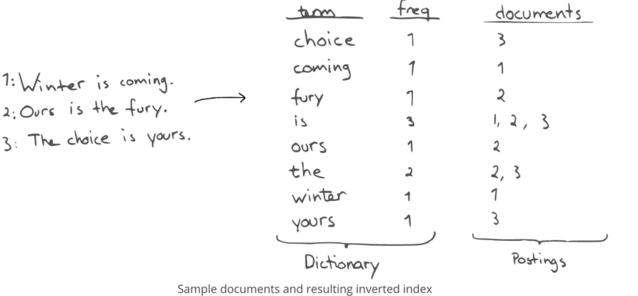 term freq documents
choice 1 3
coming 1 1
fury 1 2
is 3 1, 2, 3
ours 1 2
the 2 2, 3
winter 1 1
yours 1 3
Dictionary Postings
1: Winter is coming.
2: Ours is the fury.
3: The choice is yours.
Sample documents and resulting inverted index